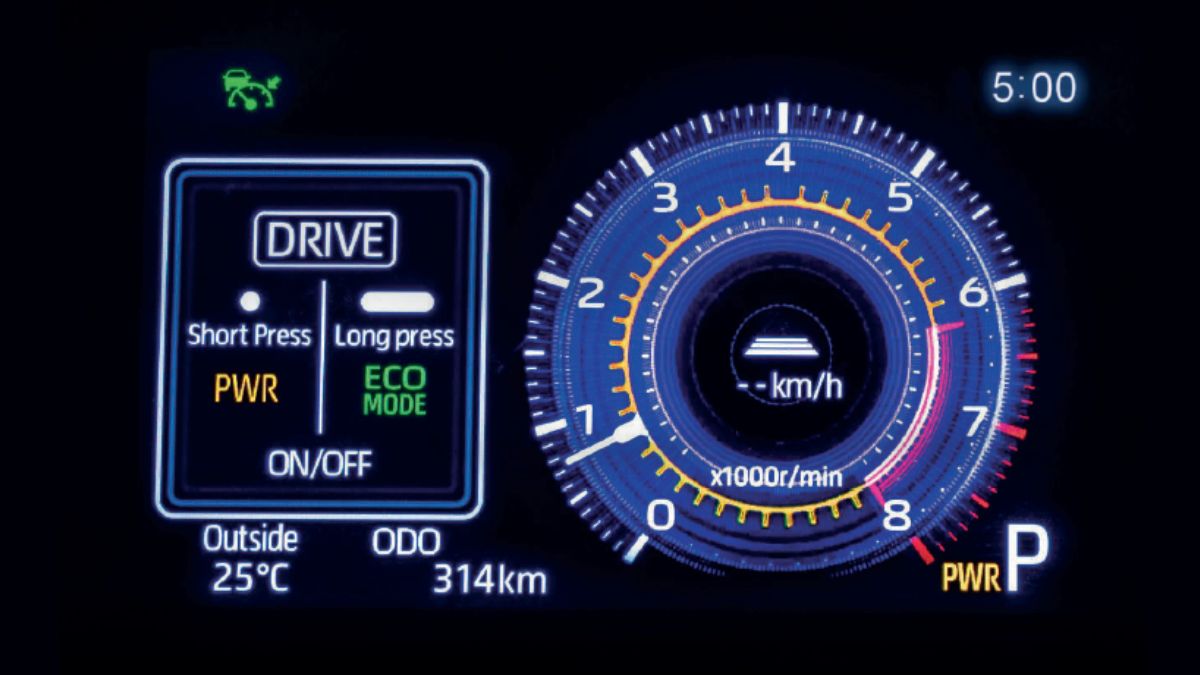 5:00
DRIVE
Short Press
Long press
PWR
ECO
MODE
ON/OFF
Outside
25°C
ODO
314km
0
1
2
3
4
5
6
7
8
--km/h
x1000r/min
PWR P